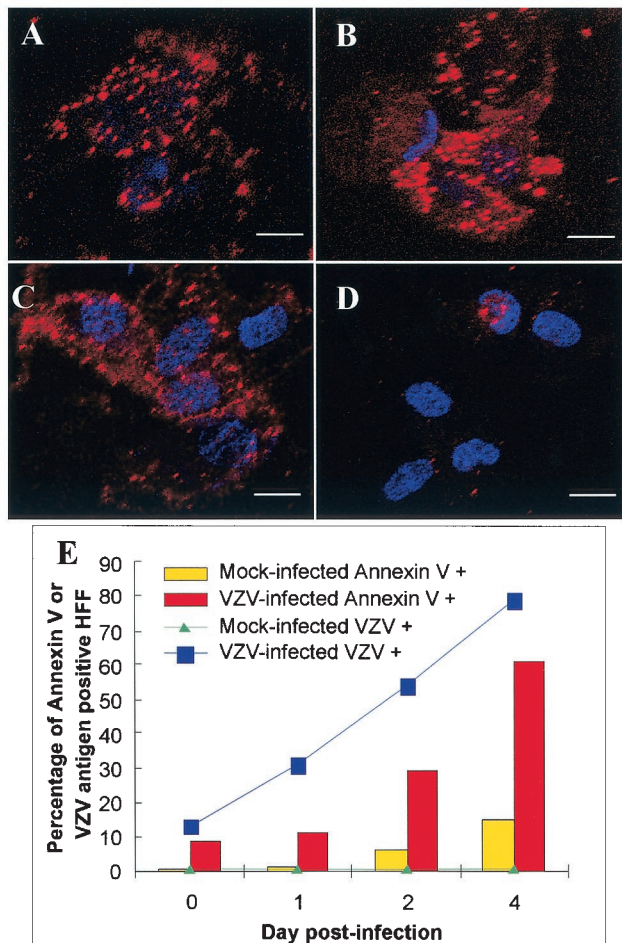 A
B
C
D
E
Mock-infected Annexin V +
VZV-infected Annexin V +
Mock-infected VZV +
VZV-infected VZV +
Percentage of Annexin V or
VZV antigen positive HFF
90
80
70
60
50
40
30
20
10
0
0 1 2 4
Day post-infection